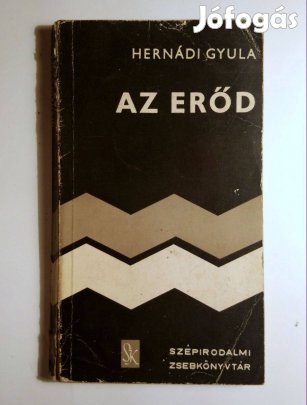 Jófogás
HERNÁDI GYULA
AZ ERŐD
SK
SZÉPIRODALMI
ZSEBKÖNYVTÁR